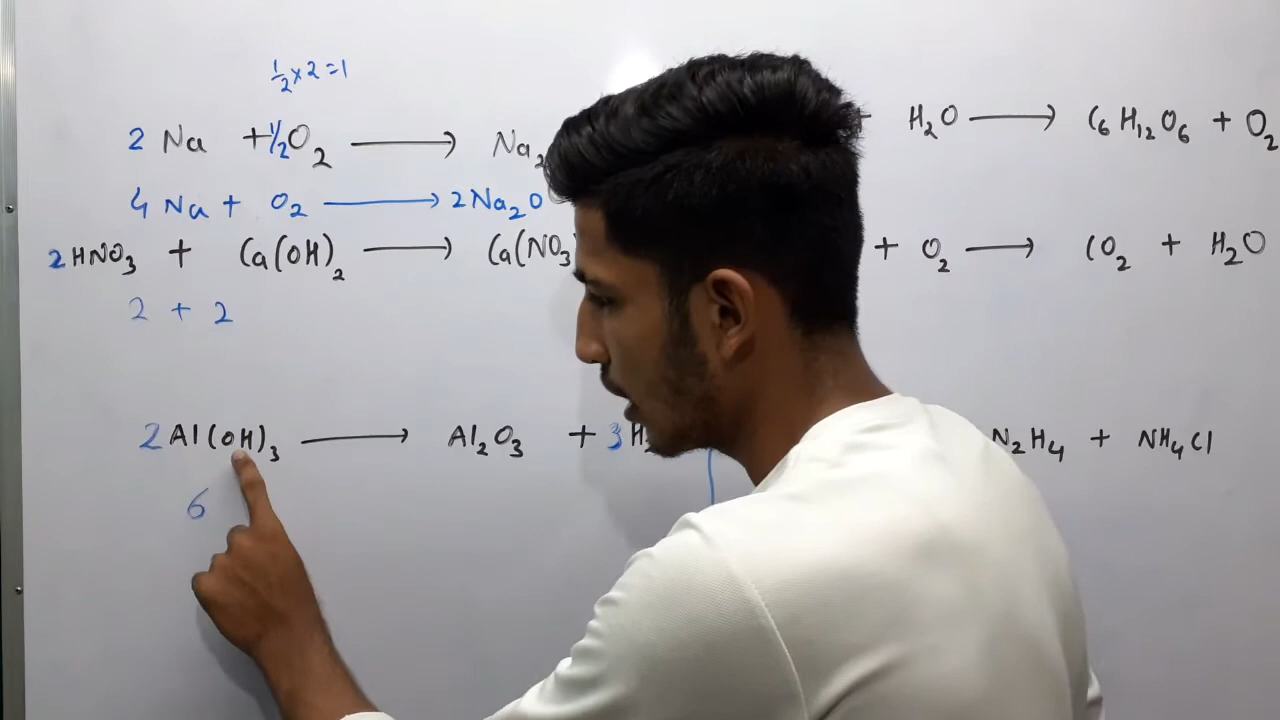 ½×2=1
2 Na +½O₂ ⟶ Na₂
4 Na + O₂ ⟶ 2Na₂O
2HNO₃ + Ca(OH)₂ ⟶ Ca(NO₃)
2 + 2
2Al(OH)₃ ⟶ Al₂O₃ + 3H₂
6
+ H₂O ⟶ C₆H₁₂O₆ + O₂
+ O₂ ⟶ CO₂ + H₂O
N₂H₄ + NH₄Cl